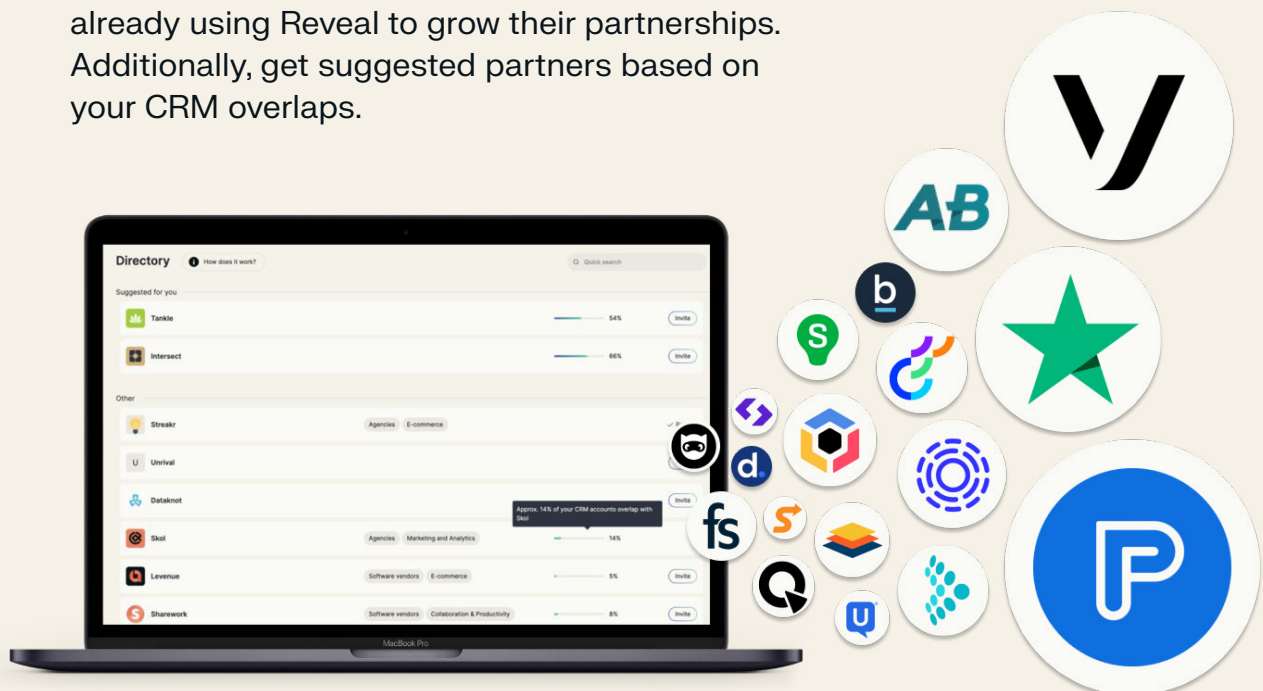 already using Reveal to grow their partnerships.
Additionally, get suggested partners based on
your CRM overlaps.
Directory
How does it work?
Quick search
Suggested for you
Tankle 54% Invite
Intersect 66% Invite
Other
Streakr Agencies E-commerce
U Unrival
Dataknot Invite
Approx. 14% of your CRM accounts overlap with
Skol
Skol Agencies Marketing and Analytics 14%
Levenue Software vendors E-commerce 5% Invite
S Sharework Software vendors Collaboration & Productivity 8% Invite
MacBook Pro
AB
b
S
d.
fs
U
P